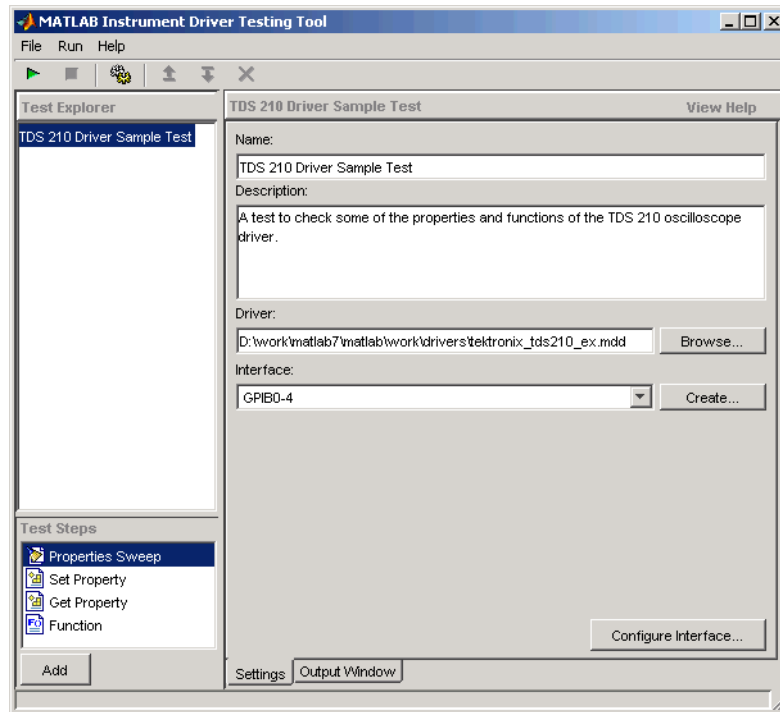 MATLAB Instrument Driver Testing Tool
File Run Help
Test Explorer
TDS 210 Driver Sample Test
TDS 210 Driver Sample Test View Help
Name:
TDS 210 Driver Sample Test
Description:
A test to check some of the properties and functions of the TDS 210 oscilloscope
driver.
Driver:
D:\work\matlab7\matlab\work\drivers\tektronix_tds210_ex.mdd Browse...
Interface:
GPIB0-4 Create...
Test Steps
Properties Sweep
Set Property
Get Property
Function
Add
Configure Interface...
Settings Output Window